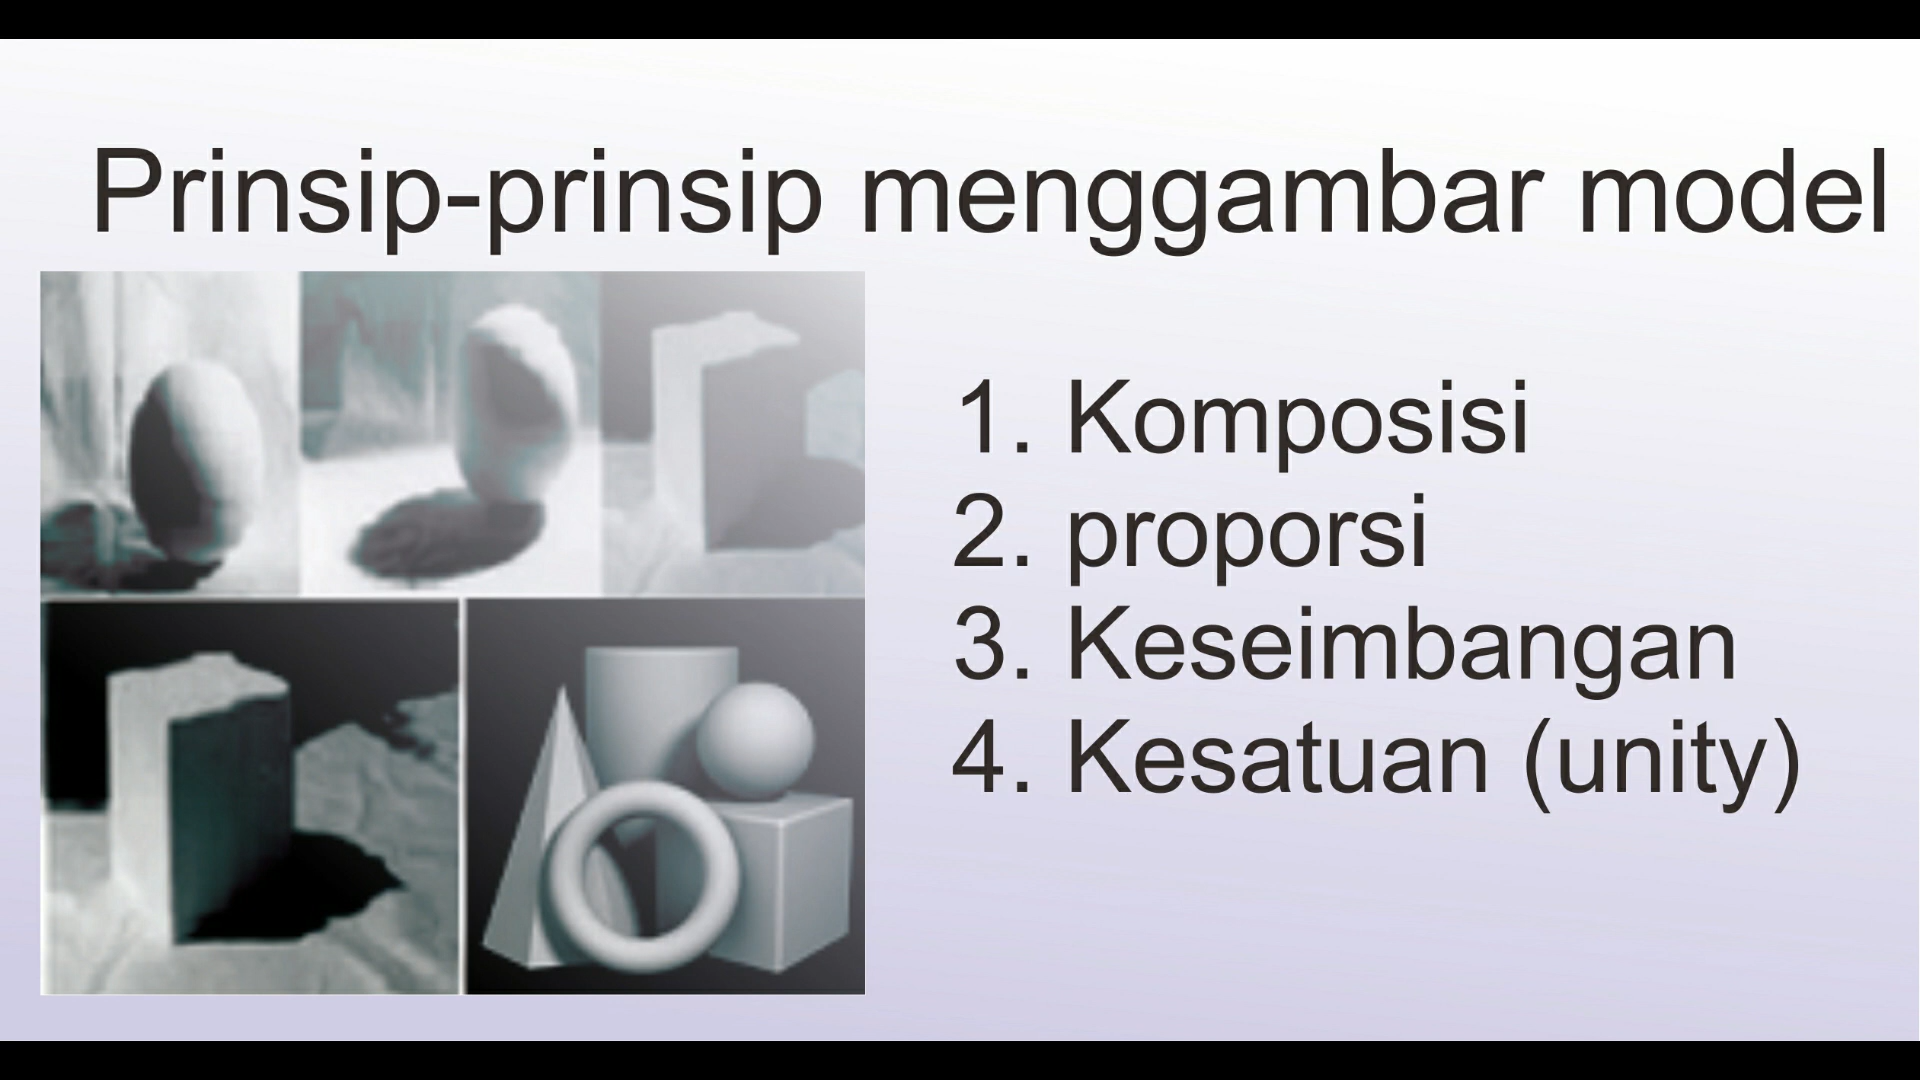 Prinsip-prinsip menggambar model
1. Komposisi
2. proporsi
3. Keseimbangan
4. Kesatuan (unity)